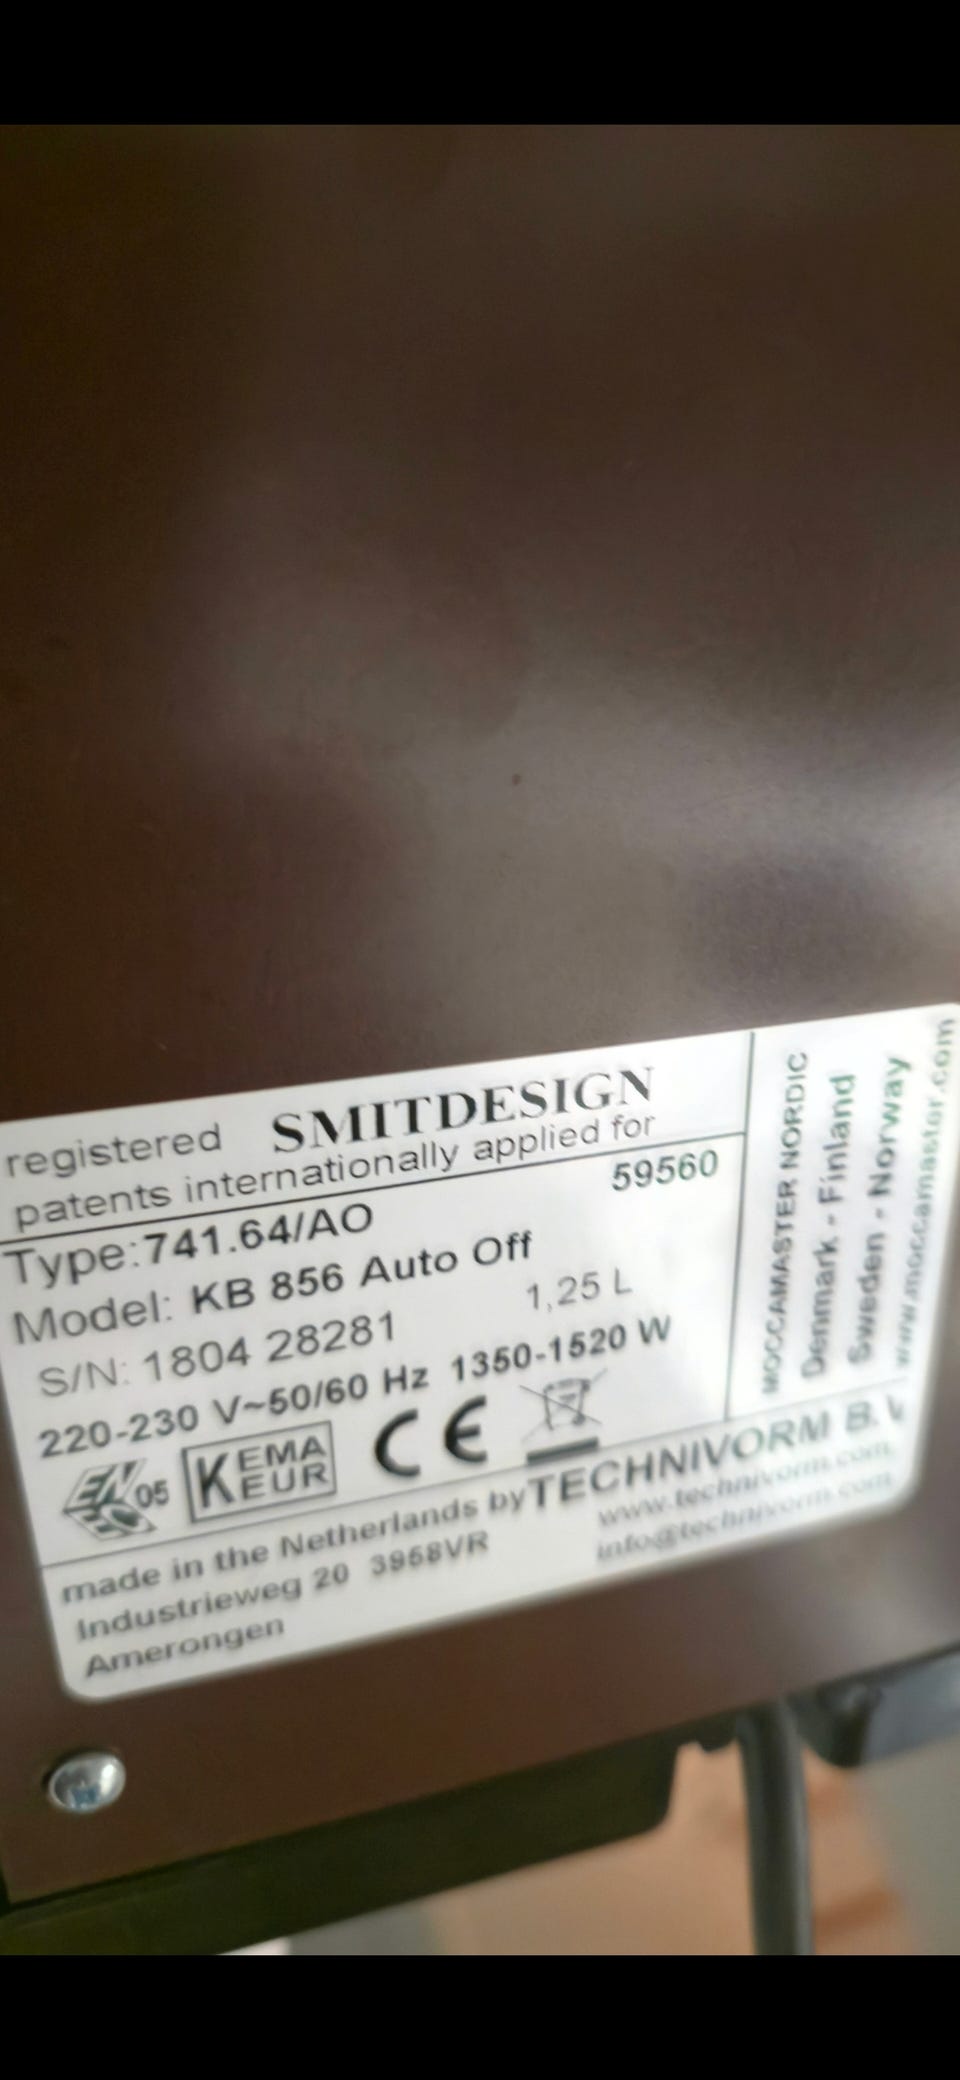 registered SMITDESIGN
patents internationally applied for
59560
Type:741.64/AO
Model: KB 856 Auto Off
1,25 L
S/N: 1804 28281
220-230 V~50/60 Hz 1350-1520 W
05 KEMA
KEUR
CE
made in the Netherlands by TECHNIVORM B.V
Industrieweg 20 3958VR
Amerongen
www.technivorm.com
info@technivorm.com
MOCCAMASTER NORDIC
Denmark - Finland
Sweden - Norway
www.moccamaster.com